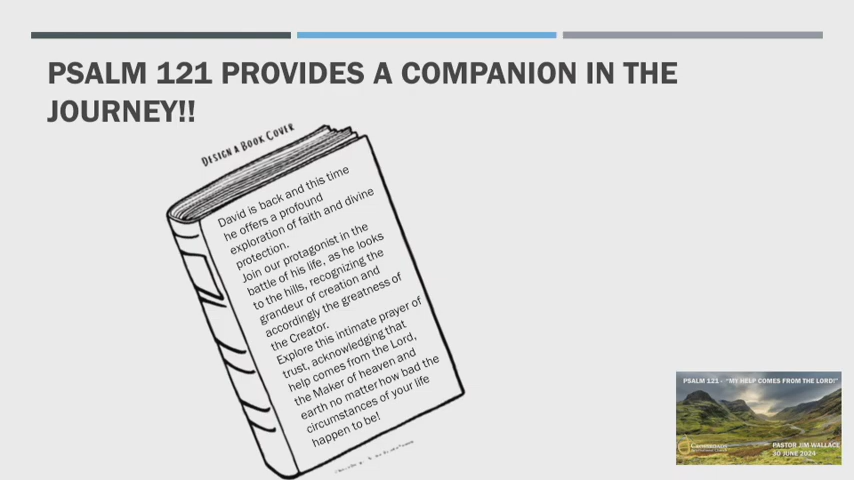 PSALM 121 PROVIDES A COMPANION IN THE
JOURNEY!!
DESIGN A BOOK COVER
David is back and this time
he offers a profound
exploration of faith and divine
protection.
Join our protagonist in the
battle of his life, as he looks
to the hills, recognizing the
grandeur of creation and
accordingly the greatness of
the Creator.
Explore this intimate prayer of
trust, acknowledging that
help comes from the Lord,
the Maker of heaven and
earth no matter how bad the
circumstances of your life
happen to be!
PSALM 121 - "MY HELP COMES FROM THE LORD!"
CROSSROADS
PASTOR JIM WALLACE
30 JUNE 2024